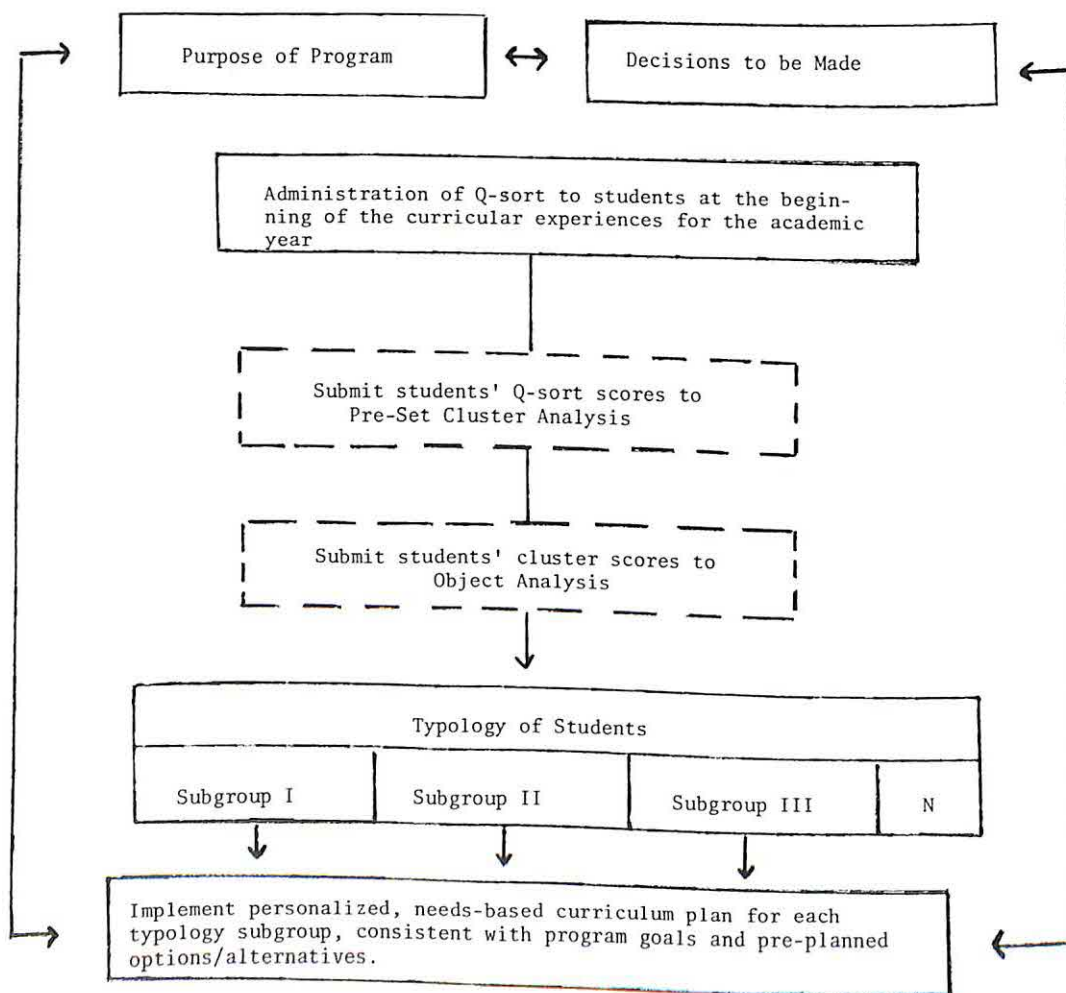 Purpose of Program
Decisions to be Made
Administration of Q-sort to students at the begin-
ning of the curricular experiences for the academic
year
Submit students' Q-sort scores to
Pre-Set Cluster Analysis
Submit students' cluster scores to
Object Analysis
Typology of Students
Subgroup I
Subgroup II
Subgroup III
N
Implement personalized, needs-based curriculum plan for each
typology subgroup, consistent with program goals and pre-planned
options/alternatives.